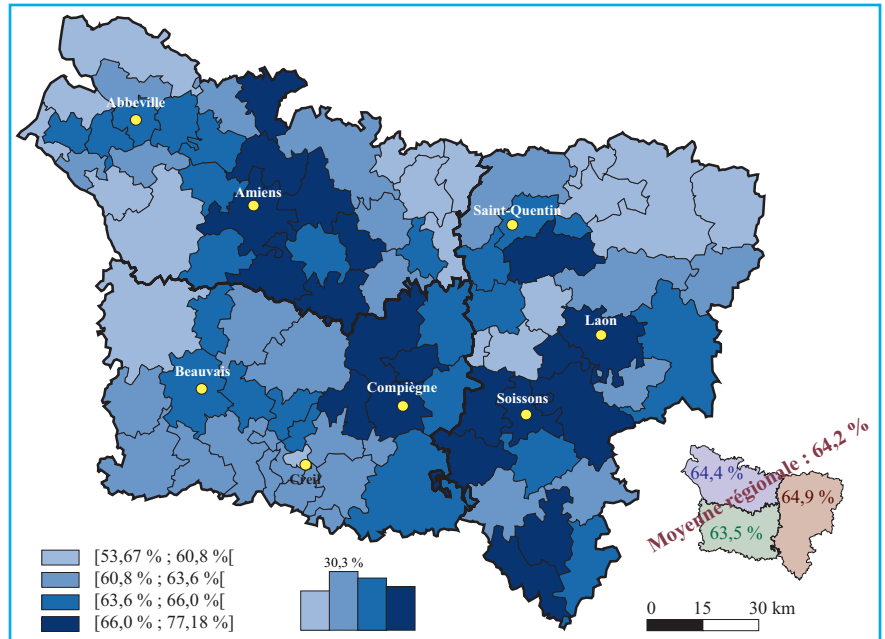 Abbeville
Amiens
Saint-Quentin
Laon
Beauvais
Compiègne
Soissons
Creil
Moyenne régionale : 64,2 %
64,4 %
64,9 %
63,5 %
[53,67 % ; 60,8 %[
[60,8 % ; 63,6 %[
[63,6 % ; 66,0 %[
[66,0 % ; 77,18 %]
30,3 %
0 15 30 km